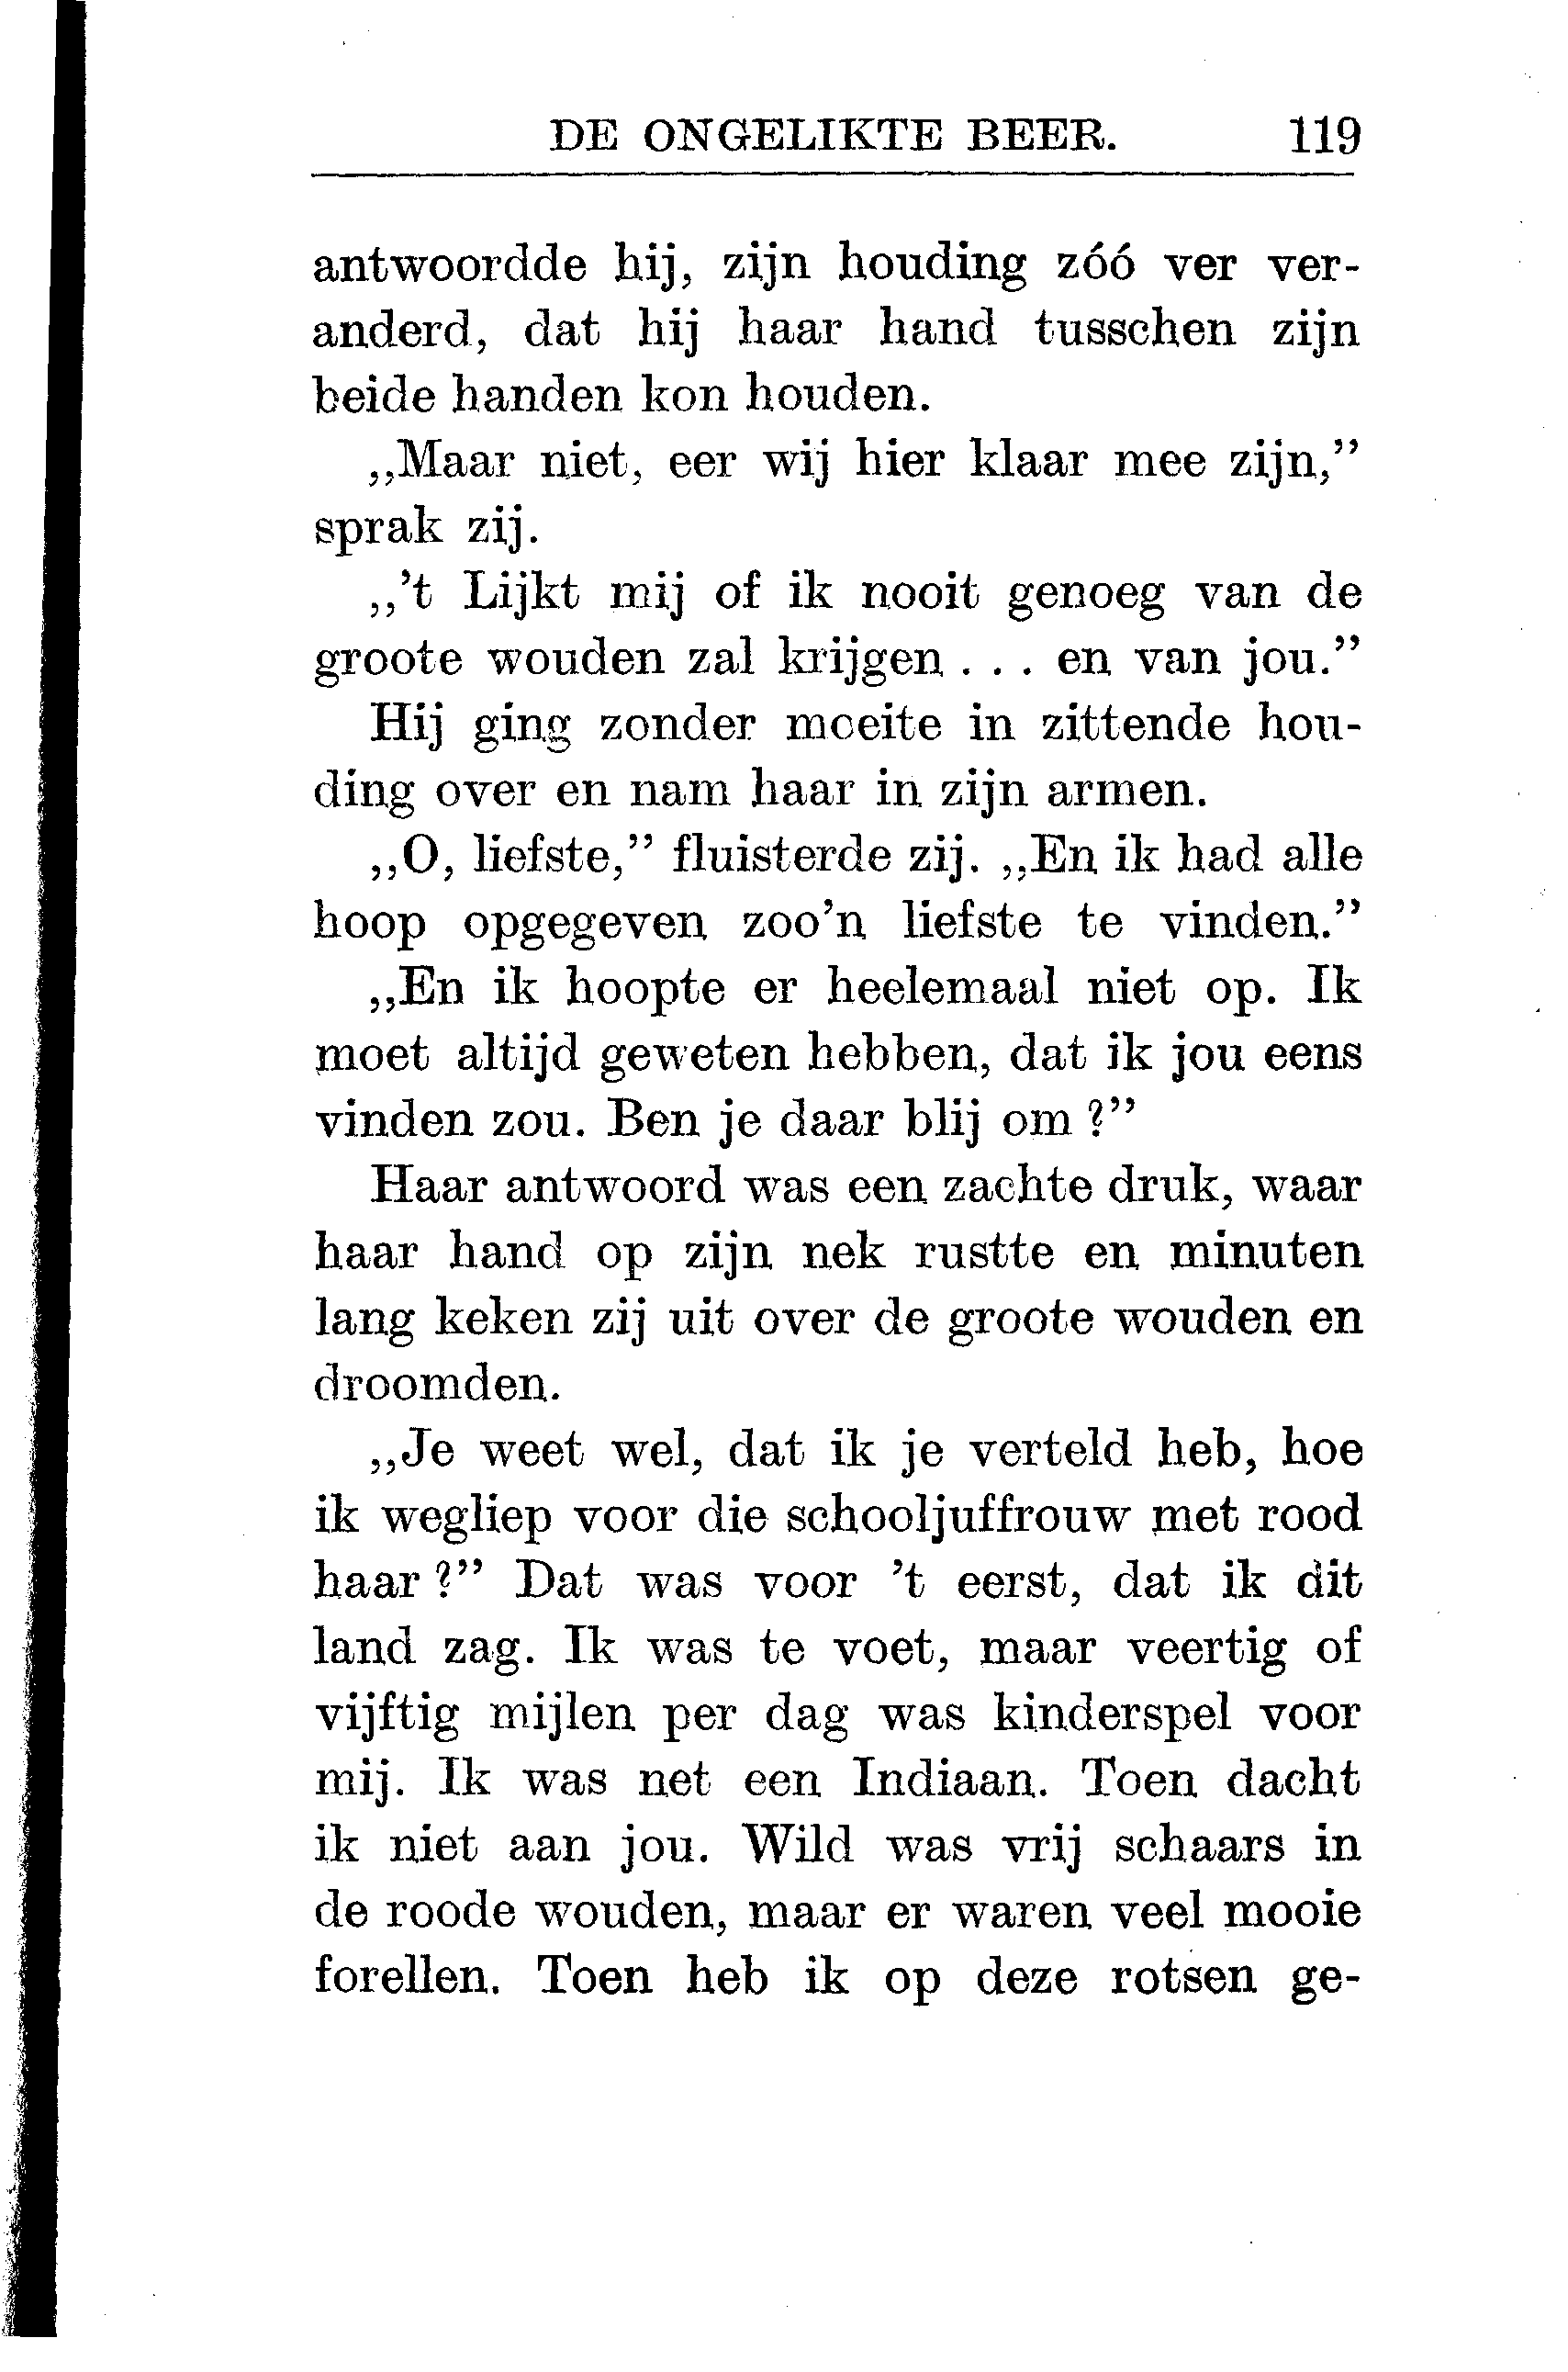 DE ONGELIKTE BEER. 119
antwoordde hij, zijn houding zóó ver ver-
anderd, dat hij haar hand tusschen zijn
beide handen kon houden.
,,Maar niet, eer wij hier klaar mee zijn,”
sprak zij.
,,’t Lijkt mij of ik nooit genoeg van de
groote wouden zal krijgen . . . en van jou.”
Hij ging zonder moeite in zittende hou-
ding over en nam haar in zijn armen.
,,O, liefste,” fluisterde zij. ,,En ik had alle
hoop opgegeven zoo’n liefste te vinden.”
,,En ik hoopte er heelemaal niet op. Ik
moet altijd geweten hebben, dat ik jou eens
vinden zou. Ben je daar blij om ?”
Haar antwoord was een zachte druk, waar
haar hand op zijn nek rustte en minuten
lang keken zij uit over de groote wouden en
droomden.
,,Je weet wel, dat ik je verteld heb, hoe
ik wegliep voor die schooljuffrouw met rood
haar ?” Dat was voor ’t eerst, dat ik dit
land zag. Ik was te voet, maar veertig of
vijftig mijlen per dag was kinderspel voor
mij. Ik was net een Indiaan. Toen dacht
ik niet aan jou. Wild was vrij schaars in
de roode wouden, maar er waren veel mooie
forellen. Toen heb ik op deze rotsen ge-